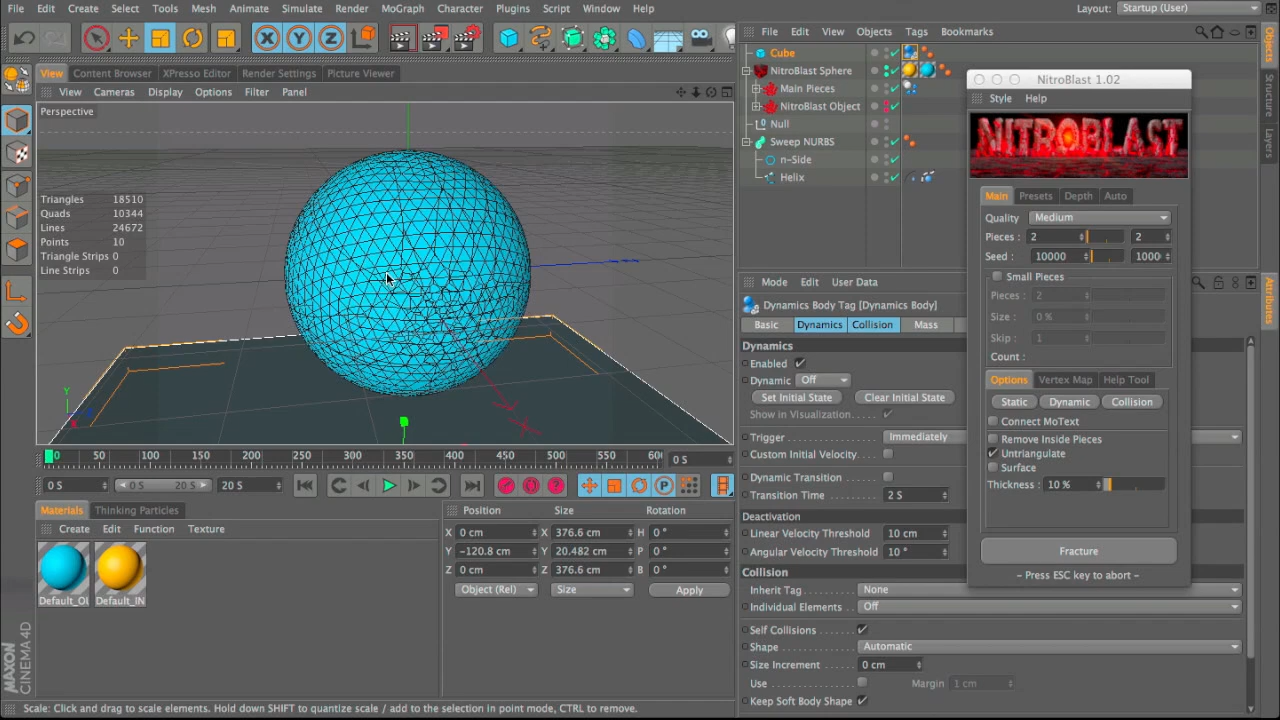 File Edit Create Select Tools Mesh Animate Simulate Render MoGraph Character Plugins Script Window Help
Layout: Startup (User)
X Y Z
File Edit View Objects Tags Bookmarks
Objects
Structure
Layers
Attributes
View Content Browser XPresso Editor Render Settings Picture Viewer
View Cameras Display Options Filter Panel
Perspective
Triangles 18510
Quads 10344
Lines 24672
Points 10
Triangle Strips 0
Line Strips 0
Y
Cube
NitroBlast Sphere
Main Pieces
NitroBlast Object
Null
Sweep NURBS
n-Side
Helix
NitroBlast 1.02
Style Help
NITROBLAST
Main Presets Depth Auto
Quality Medium
Pieces : 2 2
Seed : 10000 1000
Small Pieces
Pieces : 2
Size : 0 %
Skip : 1
Count :
Options Vertex Map Help Tool
Static Dynamic Collision
Connect MoText
Remove Inside Pieces
Untriangulate
Surface
Thickness : 10 %
Fracture
– Press ESC key to abort –
Mode Edit User Data
Dynamics Body Tag [Dynamics Body]
Basic Dynamics Collision Mass
Dynamics
Enabled
Dynamic Off
Set Initial State Clear Initial State
Show in Visualization
Trigger Immediately
Custom Initial Velocity
Dynamic Transition
Transition Time 2 S
Deactivation
Linear Velocity Threshold 10 cm
Angular Velocity Threshold 10 °
Collision
Inherit Tag None
Individual Elements Off
Self Collisions
Shape Automatic
Size Increment 0 cm
Use Margin 1 cm
Keep Soft Body Shape
0 50 100 150 200 250 300 350 400 450 500 550 600 0 S
0 S 0 S 20 S 20 S
P
Materials Thinking Particles
Create Edit Function Texture
Default_OU Default_IN
Position Size Rotation
X 0 cm X 376.6 cm H 0 °
Y -120.8 cm Y 20.482 cm P 0 °
Z 0 cm Z 376.6 cm B 0 °
Object (Rel) Size Apply
MAXON
CINEMA4D
Scale: Click and drag to scale elements. Hold down SHIFT to quantize scale / add to the selection in point mode, CTRL to remove.